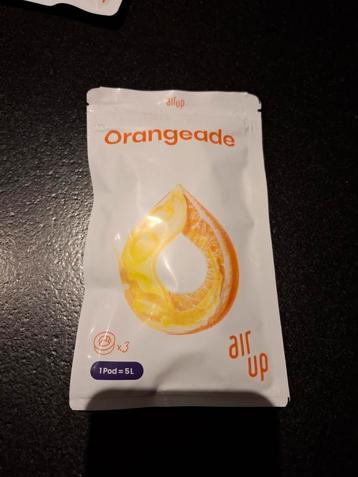 air up
Orangeade
x3
1 Pod = 5L
air
up